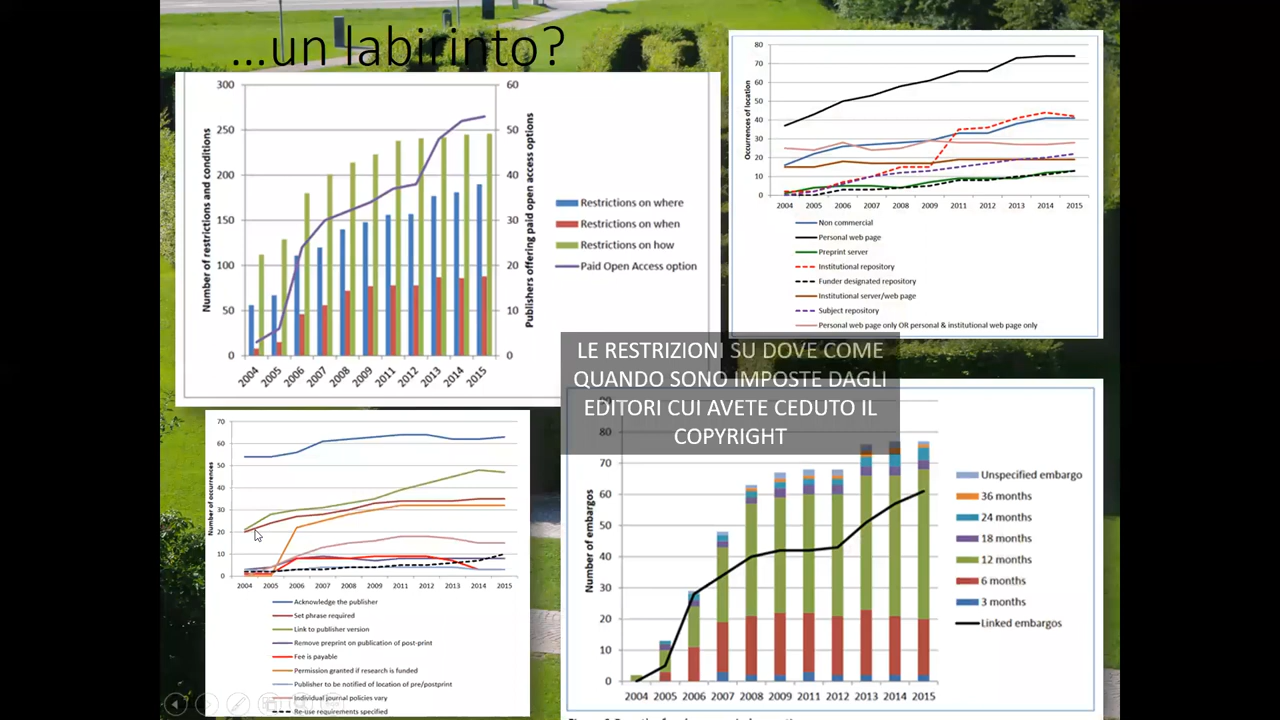 ...un labirinto?
300
250
200
150
100
50
0
60
50
40
30
20
10
0
Number of restrictions and conditions
Publishers offering paid open access options
2004 2005 2006 2007 2008 2009 2011 2012 2013 2014 2015
Restrictions on where
Restrictions on when
Restrictions on how
Paid Open Access option
80
70
60
50
40
30
20
10
0
Occurrences of location
2004 2005 2006 2007 2008 2009 2011 2012 2013 2014 2015
Non commercial
Personal web page
Preprint server
Institutional repository
Funder designated repository
Institutional server/web page
Subject repository
Personal web page only OR personal & institutional web page only
LE RESTRIZIONI SU DOVE COME
QUANDO SONO IMPOSTE DAGLI
EDITORI CUI AVETE CEDUTO IL
COPYRIGHT
70
60
50
40
30
20
10
0
Number of occurrences
2004 2005 2006 2007 2008 2009 2011 2012 2013 2014 2015
Acknowledge the publisher
Set phrase required
Link to publisher version
Remove preprint on publication of post-print
Fee is payable
Permission granted if research is funded
Publisher to be notified of location of pre/postprint
Individual journal policies vary
Re-use requirements specified
90
80
70
60
50
40
30
20
10
0
Number of embargos
2004 2005 2006 2007 2008 2009 2011 2012 2013 2014 2015
Unspecified embargo
36 months
24 months
18 months
12 months
6 months
3 months
Linked embargos